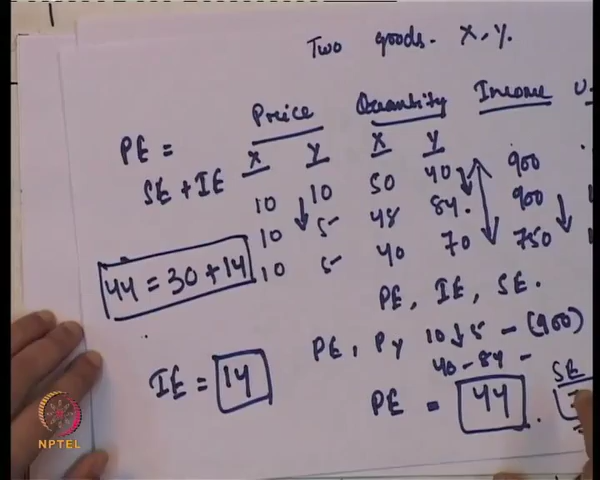 Two goods - X, Y.
Price Quantity Income U
PE =
X Y X Y
SE + IE
10 10 50 40 900
10 5 48 84 900
10 5 40 70 750
44 = 30 + 14
PE, IE, SE.
PE, Py 10 ↓ 5 - (900)
40 - 84 -
IE = 14
PE = 44
SE
NPTEL